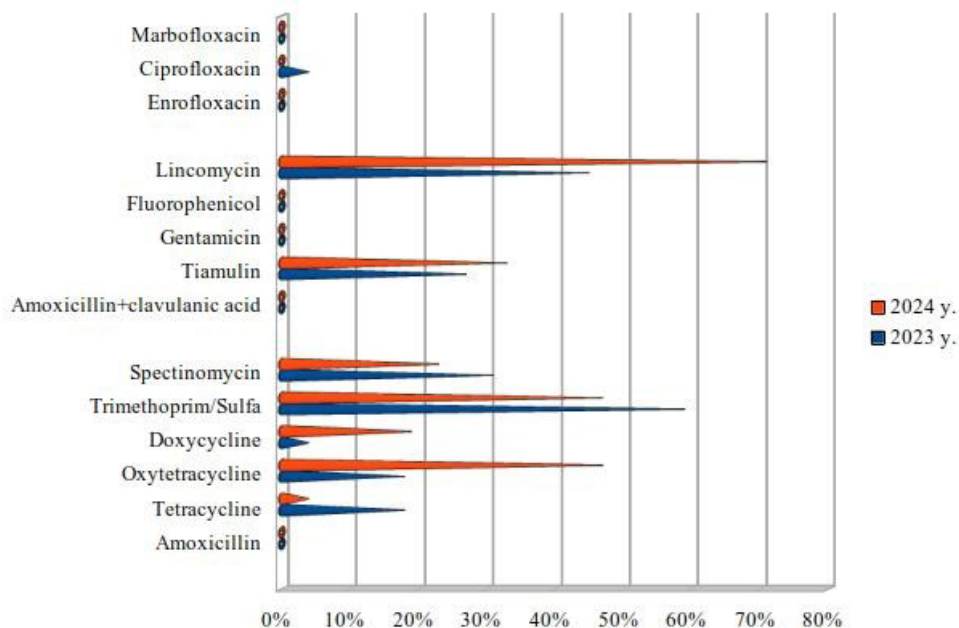 Marbofloxacin
Ciprofloxacin
Enrofloxacin
Lincomycin
Fluorophenicol
Gentamicin
Tiamulin
Amoxicillin+clavulanic acid
Spectinomycin
Trimethoprim/Sulfa
Doxycycline
Oxytetracycline
Tetracycline
Amoxicillin
2024 y.
2023 y.
0% 10% 20% 30% 40% 50% 60% 70% 80%